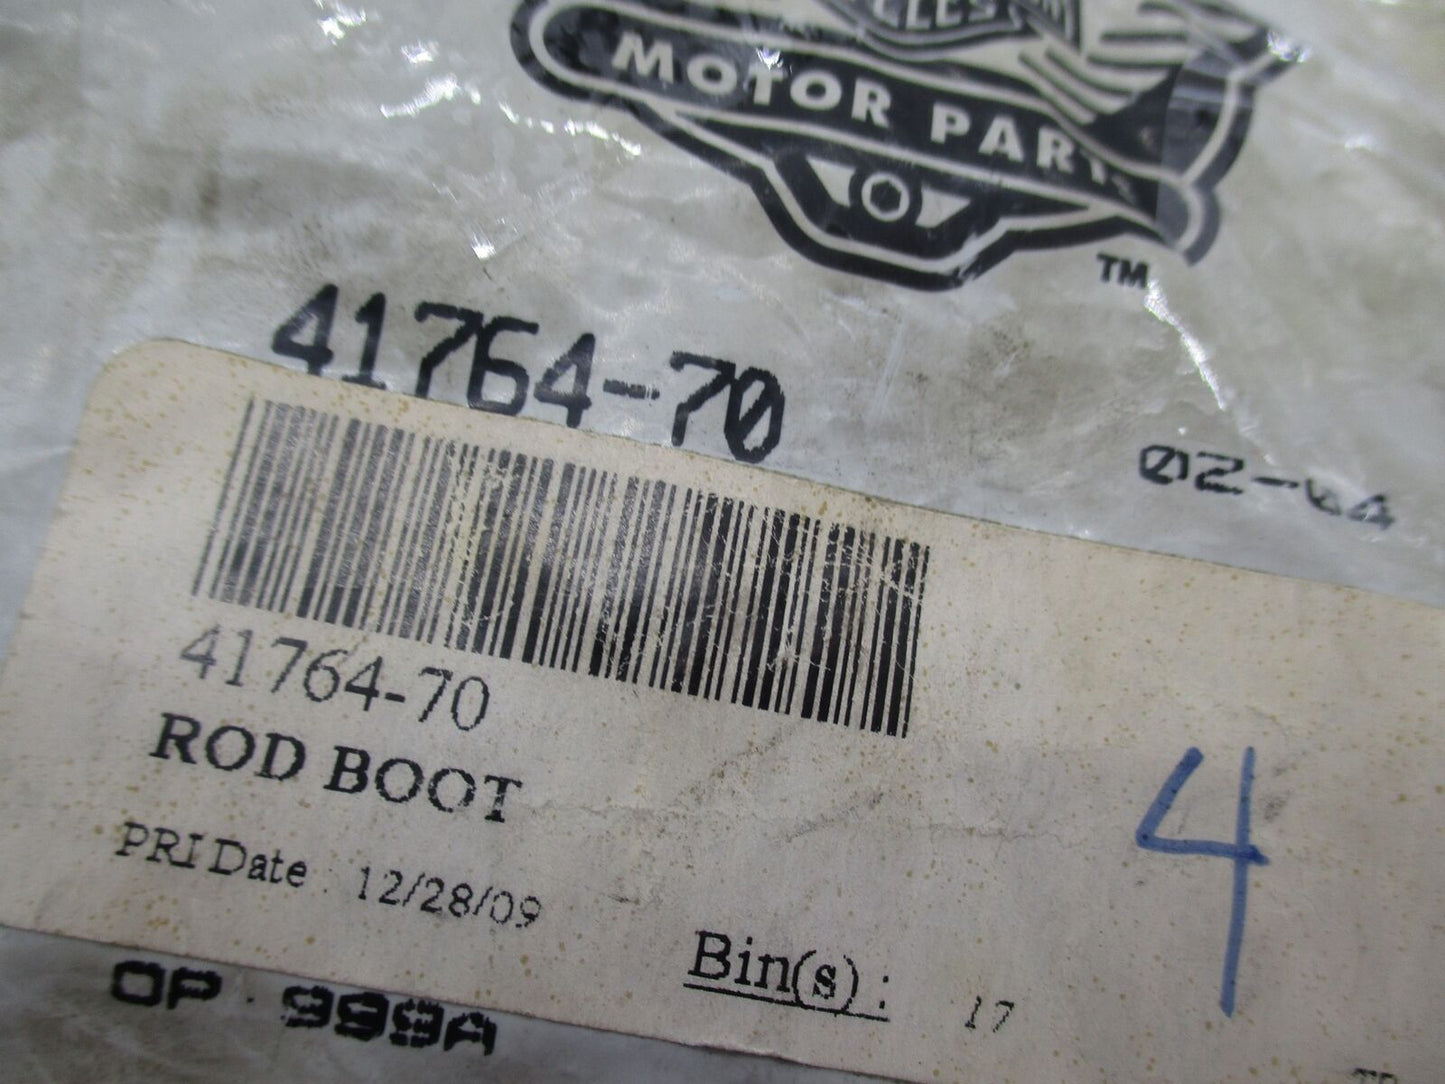 MOTOR PARTS
TM
41764-70
02-04
41764-70
ROD BOOT
PRI Date : 12/28/09
4
Bin(s) : 17
OP 999A